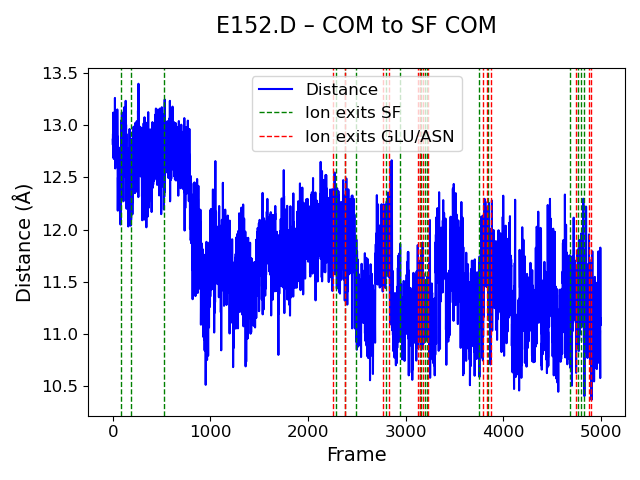 E152.D – COM to SF COM
13.5
13.0
12.5
12.0
11.5
11.0
10.5
Distance (Å)
Distance
Ion exits SF
Ion exits GLU/ASN
0
1000
2000
3000
4000
5000
Frame